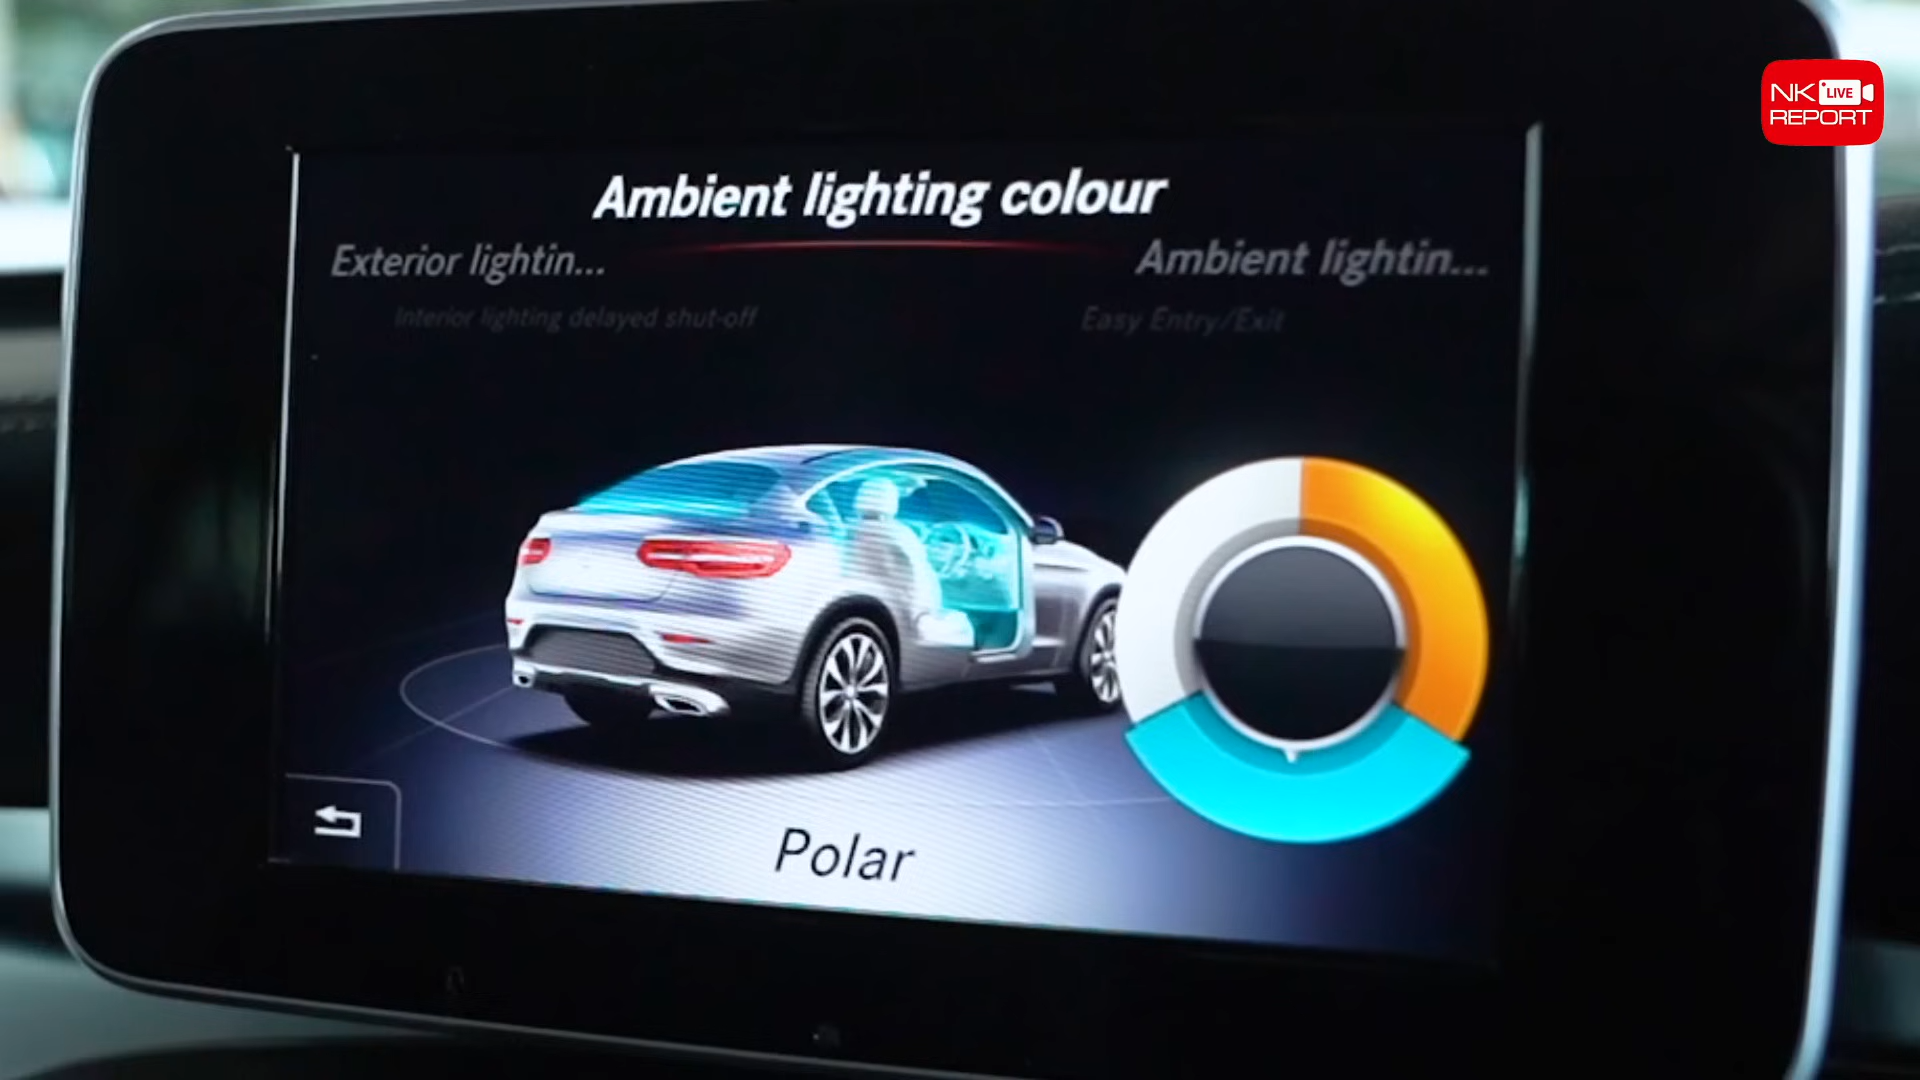 NK LIVE
REPORT
Ambient lighting colour
Exterior lightin...
Ambient lightin...
Interior lighting delayed shut-off
Easy Entry/Exit
Polar